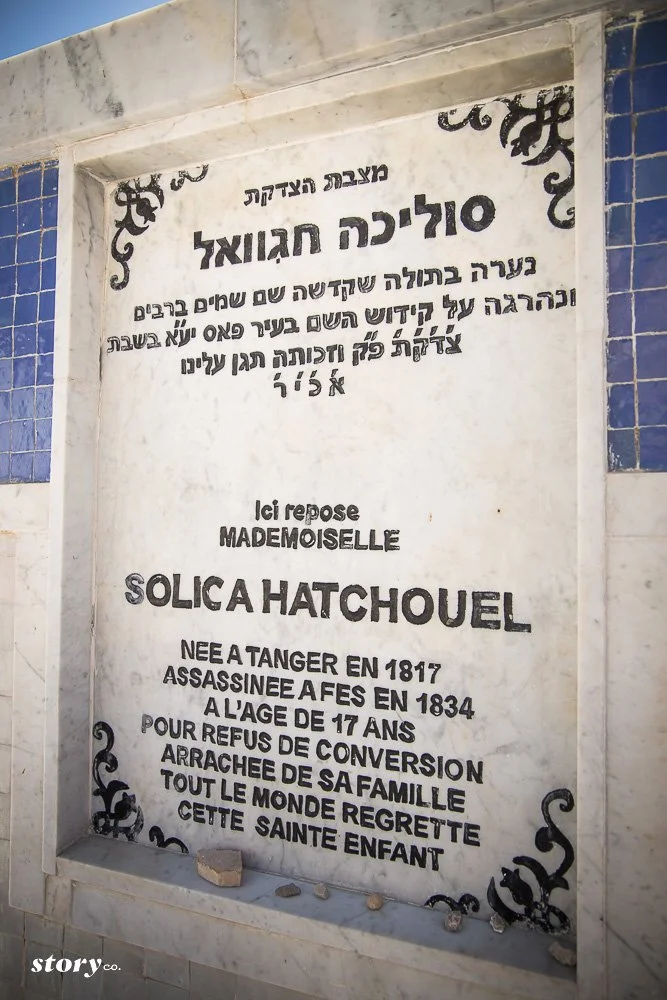 מצבת הצדקת
סוליכה חגוואל
נערה בתולה שקדשה שם שמים ברבים
ונהרגה על קידוש השם בעיר פאס יע״א בשבת
צ׳ד׳ק׳ת׳ פ״ק וזכותה תגן עלינו
א׳ כ׳ י׳ ר׳
Ici repose
MADEMOISELLE
SOLICA HATCHOUEL
NEE A TANGER EN 1817
ASSASSINEE A FES EN 1834
A L'AGE DE 17 ANS
POUR REFUS DE CONVERSION
ARRACHEE DE SA FAMILLE
TOUT LE MONDE REGRETTE
CETTE SAINTE ENFANT
story co.